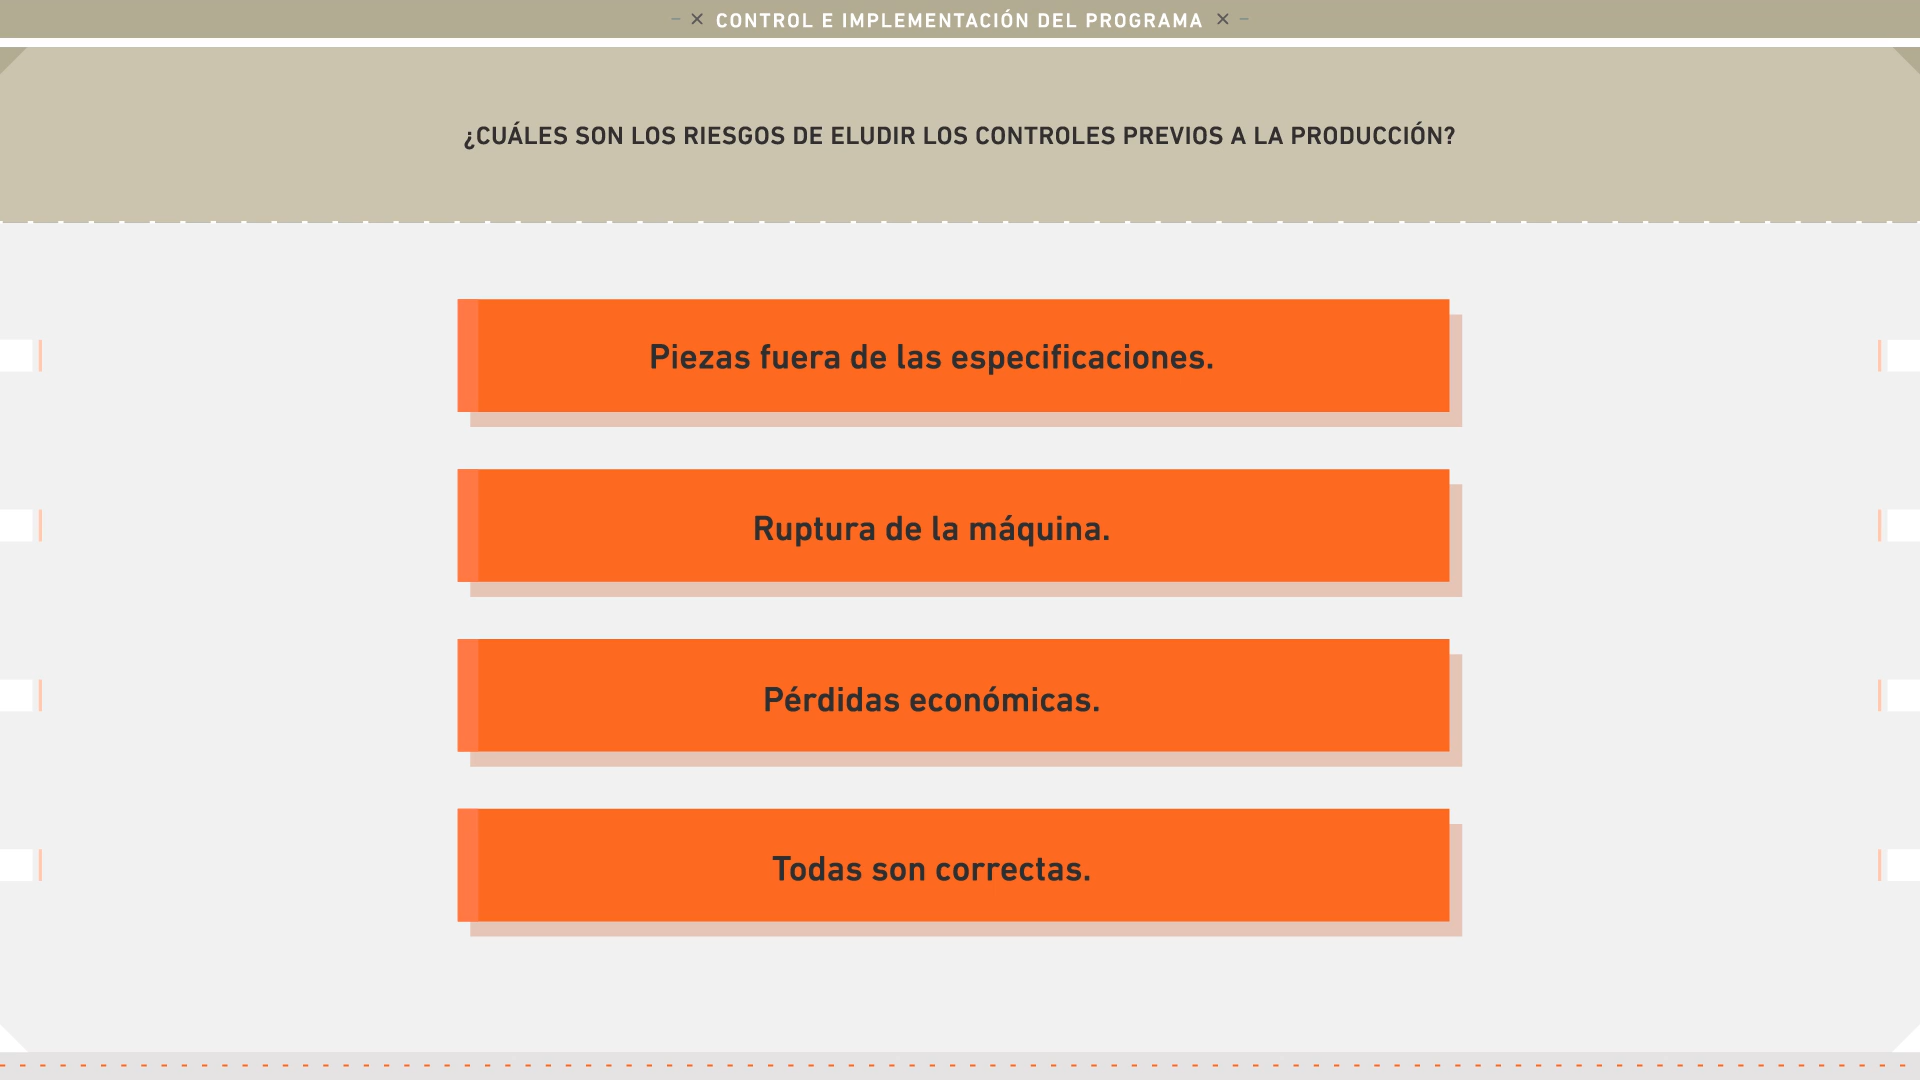 CONTROL E IMPLEMENTACIÓN DEL PROGRAMA
¿CUÁLES SON LOS RIESGOS DE ELUDIR LOS CONTROLES PREVIOS A LA PRODUCCIÓN?
Piezas fuera de las especificaciones.
Ruptura de la máquina.
Pérdidas económicas.
Todas son correctas.